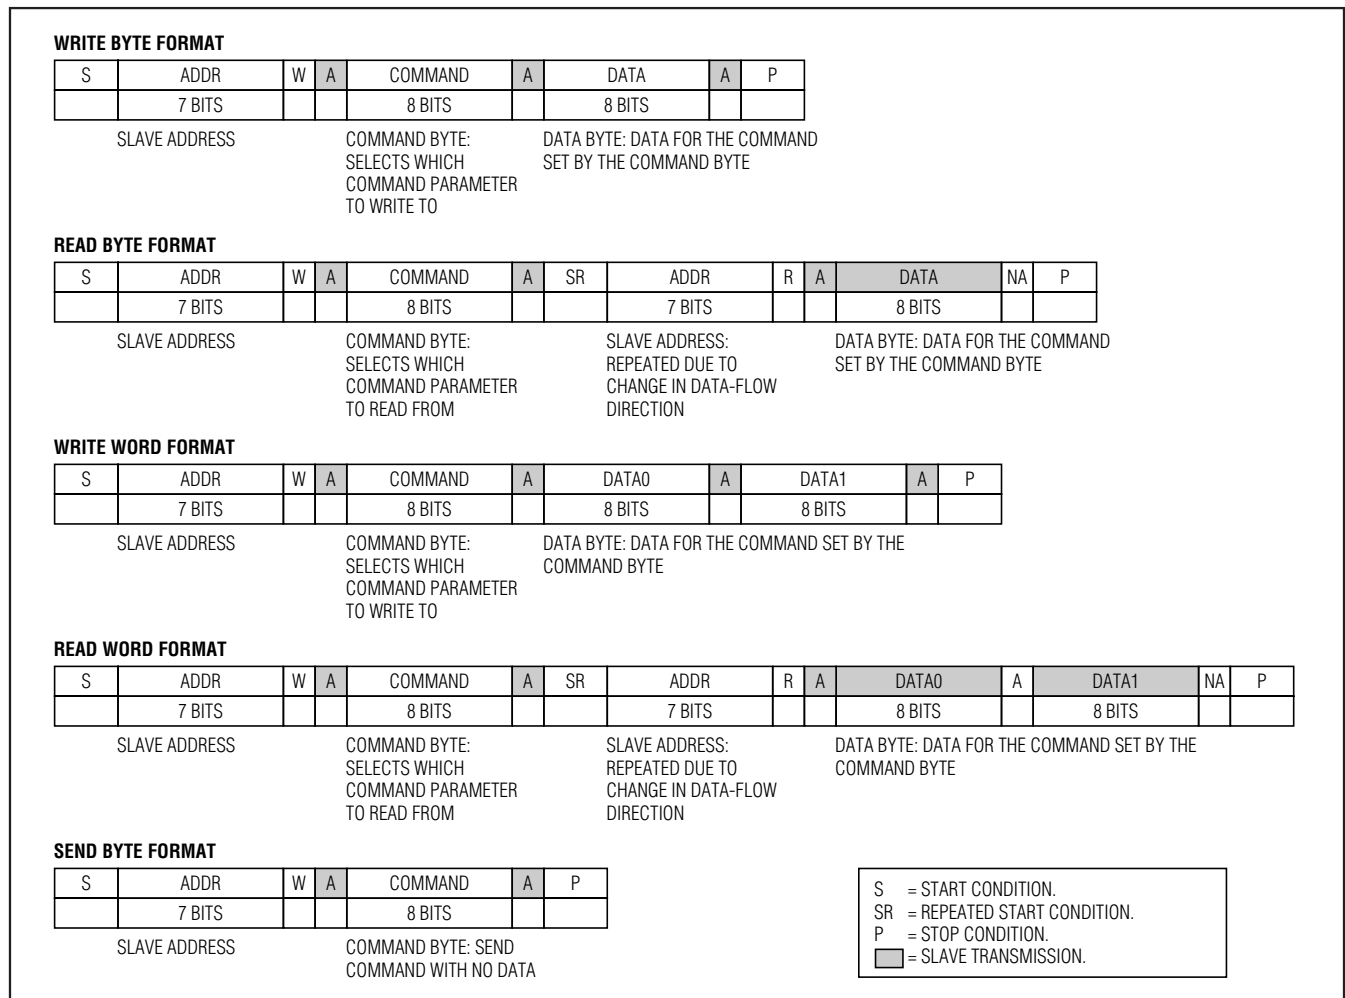 WRITE BYTE FORMAT
S ADDR W A COMMAND A DATA A P
7 BITS 8 BITS 8 BITS
SLAVE ADDRESS COMMAND BYTE: DATA BYTE: DATA FOR THE COMMAND
SELECTS WHICH SET BY THE COMMAND BYTE
COMMAND PARAMETER
TO WRITE TO
READ BYTE FORMAT
S ADDR W A COMMAND A SR ADDR R A DATA NA P
7 BITS 8 BITS 7 BITS 8 BITS
SLAVE ADDRESS COMMAND BYTE: SLAVE ADDRESS: DATA BYTE: DATA FOR THE COMMAND
SELECTS WHICH REPEATED DUE TO SET BY THE COMMAND BYTE
COMMAND PARAMETER CHANGE IN DATA-FLOW
TO READ FROM DIRECTION
WRITE WORD FORMAT
S ADDR W A COMMAND A DATA0 A DATA1 A P
7 BITS 8 BITS 8 BITS 8 BITS
SLAVE ADDRESS COMMAND BYTE: DATA BYTE: DATA FOR THE COMMAND SET BY THE
SELECTS WHICH COMMAND BYTE
COMMAND PARAMETER
TO WRITE TO
READ WORD FORMAT
S ADDR W A COMMAND A SR ADDR R A DATA0 A DATA1 NA P
7 BITS 8 BITS 7 BITS 8 BITS 8 BITS
SLAVE ADDRESS COMMAND BYTE: SLAVE ADDRESS: DATA BYTE: DATA FOR THE COMMAND SET BY THE
SELECTS WHICH REPEATED DUE TO COMMAND BYTE
COMMAND PARAMETER CHANGE IN DATA-FLOW
TO READ FROM DIRECTION
SEND BYTE FORMAT
S ADDR W A COMMAND A P
7 BITS 8 BITS
SLAVE ADDRESS COMMAND BYTE: SEND
COMMAND WITH NO DATA
S = START CONDITION.
SR = REPEATED START CONDITION.
P = STOP CONDITION.
= SLAVE TRANSMISSION.